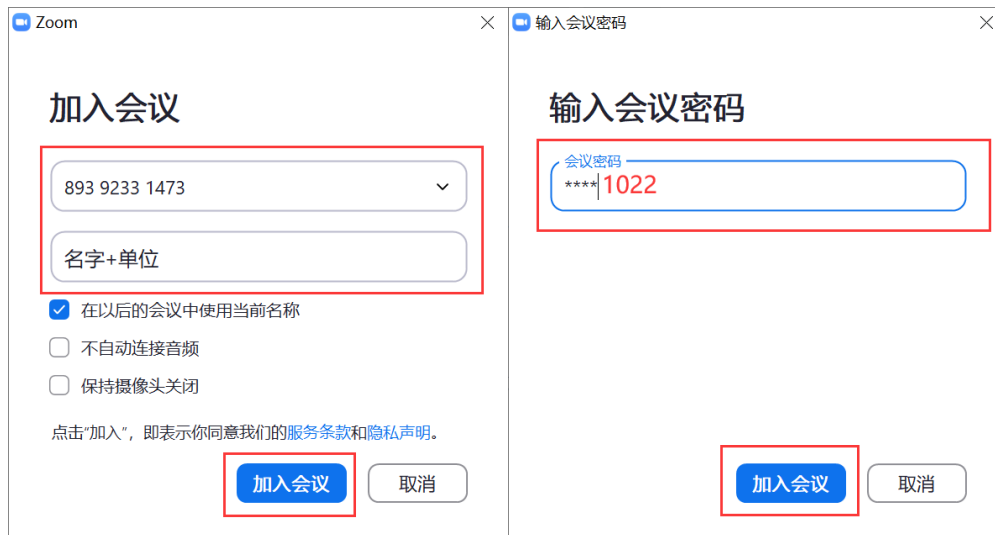 Zoom
加入会议
893 9233 1473
名字+单位
在以后的会议中使用当前名称
不自动连接音频
保持摄像头关闭
点击“加入”，即表示你同意我们的服务条款和隐私声明。
加入会议
取消
输入会议密码
输入会议密码
会议密码
****1022
加入会议
取消